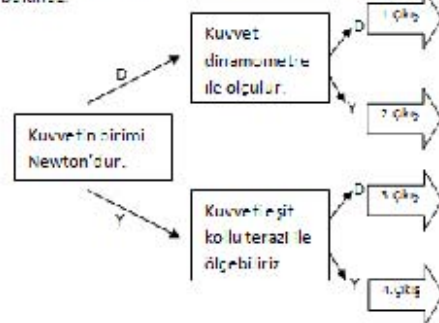 D
Kuvvet
dinamometre
ile ölçülür.
D
1.Çıkış
Y
2.Çıkış
Kuvvetin birimi
Newton'dur.
Y
Kuvveti eşit
kollu terazi ile
ölçebiliriz
D
3.Çıkış
Y
4.Çıkış